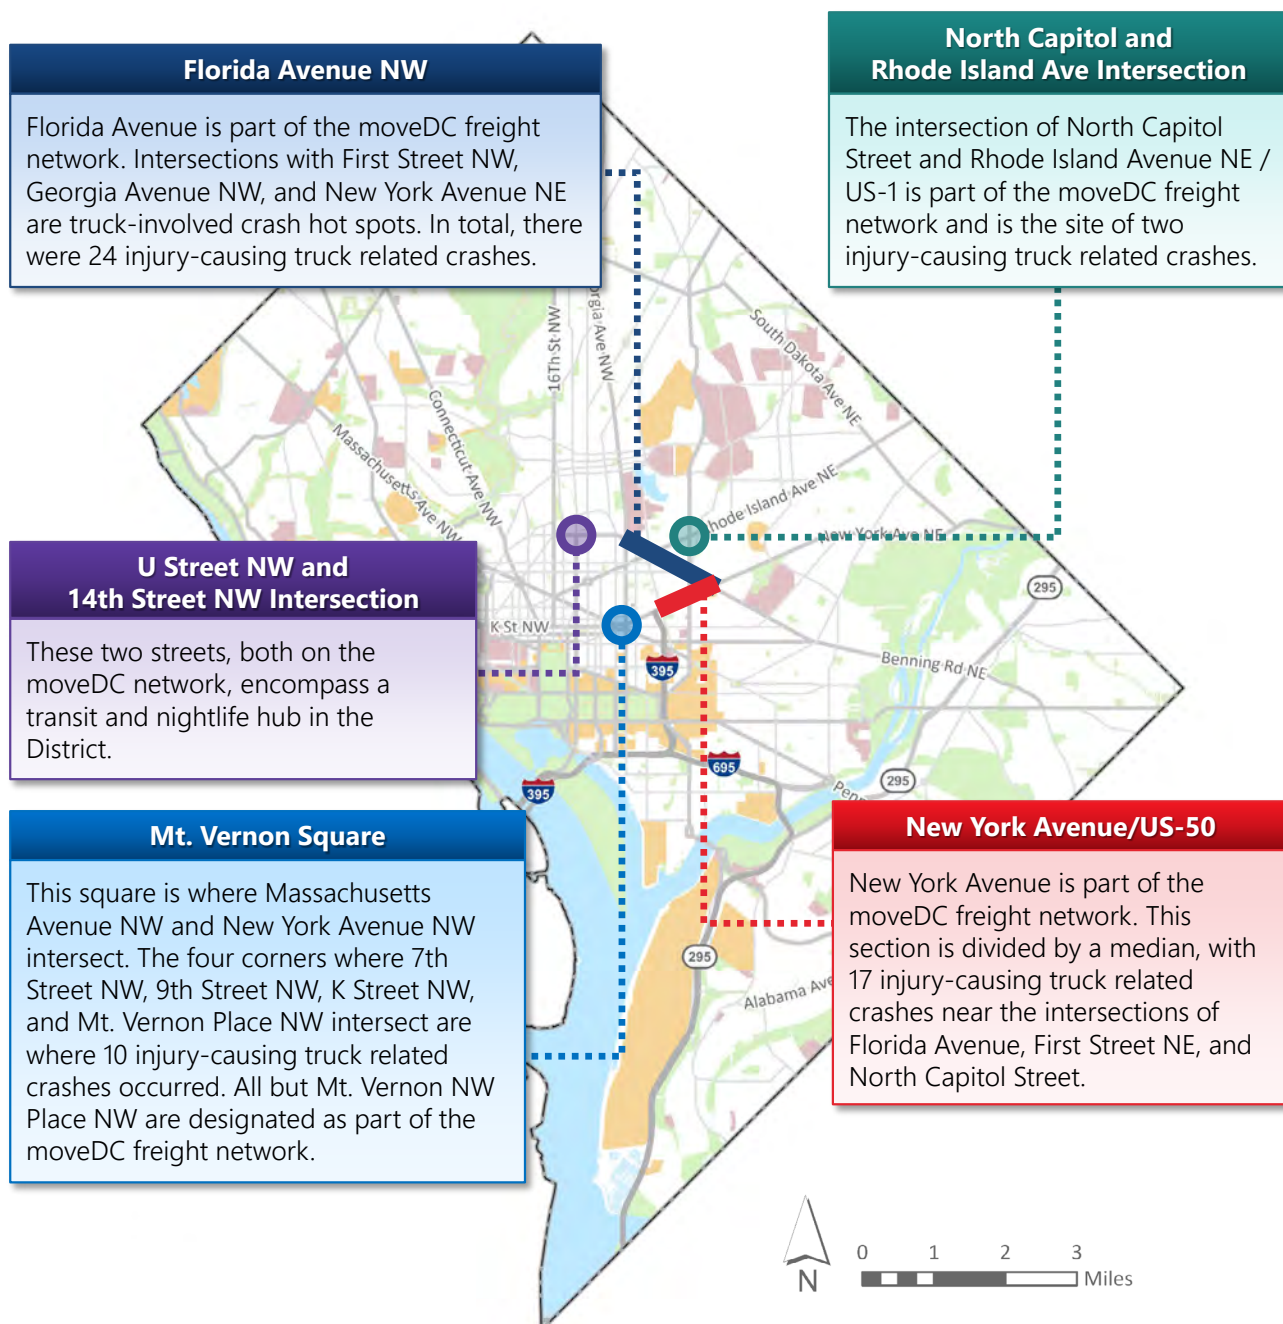 Florida Avenue NW
Florida Avenue is part of the moveDC freight
network. Intersections with First Street NW,
Georgia Avenue NW, and New York Avenue NE
are truck-involved crash hot spots. In total, there
were 24 injury-causing truck related crashes.
North Capitol and
Rhode Island Ave Intersection
The intersection of North Capitol
Street and Rhode Island Avenue NE /
US-1 is part of the moveDC freight
network and is the site of two
injury-causing truck related crashes.
16Th St NW
rgia Ave NW
South Dakota Ave NE
Connecticut Ave NW
Massachusetts Ave NW
hode Island Ave NE
New York Ave NE
U Street NW and
14th Street NW Intersection
These two streets, both on the
moveDC network, encompass a
transit and nightlife hub in the
District.
K St NW
295
Benning Rd NE
395
695
295
395
Penn
Mt. Vernon Square
This square is where Massachusetts
Avenue NW and New York Avenue NW
intersect. The four corners where 7th
Street NW, 9th Street NW, K Street NW,
and Mt. Vernon Place NW intersect are
where 10 injury-causing truck related
crashes occurred. All but Mt. Vernon NW
Place NW are designated as part of the
moveDC freight network.
New York Avenue/US-50
New York Avenue is part of the
moveDC freight network. This
section is divided by a median, with
17 injury-causing truck related
crashes near the intersections of
Florida Avenue, First Street NE, and
North Capitol Street.
295
Alabama Ave
N
0 1 2 3
Miles